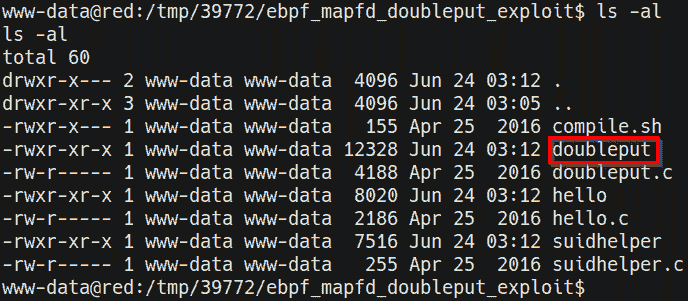 www-data@red:/tmp/39772/ebpf_mapfd_doubleput_exploit$ ls -al
ls -al
total 60
drwxr-x--- 2 www-data www-data  4096 Jun 24 03:12 .
drwxr-xr-x 3 www-data www-data  4096 Jun 24 03:05 ..
-rwxr-x--- 1 www-data www-data   155 Apr 25  2016 compile.sh
-rwxr-xr-x 1 www-data www-data 12328 Jun 24 03:12 doubleput
-rw-r----- 1 www-data www-data  4188 Apr 25  2016 doubleput.c
-rwxr-xr-x 1 www-data www-data  8020 Jun 24 03:12 hello
-rw-r----- 1 www-data www-data  2186 Apr 25  2016 hello.c
-rwxr-xr-x 1 www-data www-data  7516 Jun 24 03:12 suidhelper
-rw-r----- 1 www-data www-data   255 Apr 25  2016 suidhelper.c
www-data@red:/tmp/39772/ebpf_mapfd_doubleput_exploit$